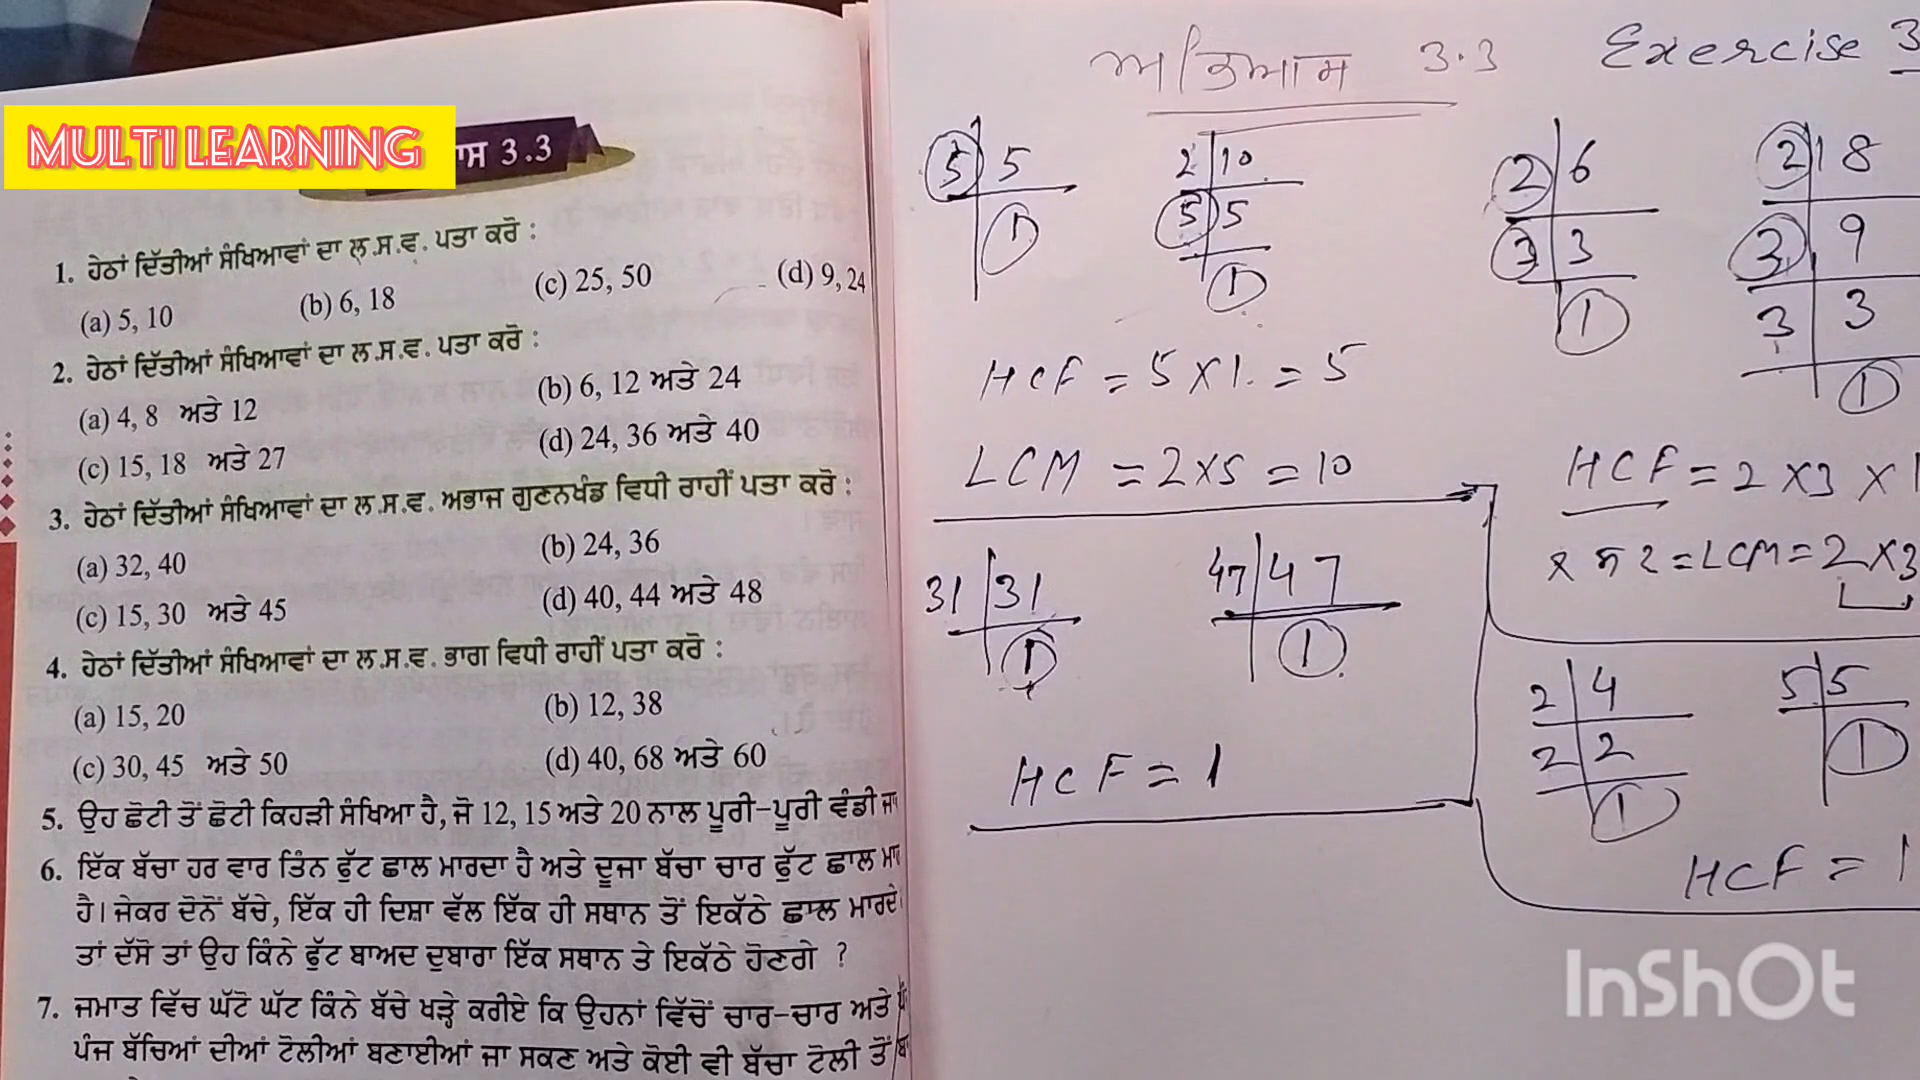 MULTI LEARNING
ਾਸ 3.3
1. ਹੇਠਾਂ ਦਿੱਤੀਆਂ ਸੰਖਿਆਵਾਂ ਦਾ ਲ.ਸ.ਵ. ਪਤਾ ਕਰੋ :
(a) 5, 10 (b) 6, 18 (c) 25, 50 (d) 9, 24
2. ਹੇਠਾਂ ਦਿੱਤੀਆਂ ਸੰਖਿਆਵਾਂ ਦਾ ਲ.ਸ.ਵ. ਪਤਾ ਕਰੋ :
(a) 4, 8 ਅਤੇ 12 (b) 6, 12 ਅਤੇ 24
(c) 15, 18 ਅਤੇ 27 (d) 24, 36 ਅਤੇ 40
3. ਹੇਠਾਂ ਦਿੱਤੀਆਂ ਸੰਖਿਆਵਾਂ ਦਾ ਲ.ਸ.ਵ. ਅਭਾਜ ਗੁਣਨਖੰਡ ਵਿਧੀ ਰਾਹੀਂ ਪਤਾ ਕਰੋ :
(a) 32, 40 (b) 24, 36
(c) 15, 30 ਅਤੇ 45 (d) 40, 44 ਅਤੇ 48
4. ਹੇਠਾਂ ਦਿੱਤੀਆਂ ਸੰਖਿਆਵਾਂ ਦਾ ਲ.ਸ.ਵ. ਭਾਗ ਵਿਧੀ ਰਾਹੀਂ ਪਤਾ ਕਰੋ :
(a) 15, 20 (b) 12, 38
(c) 30, 45 ਅਤੇ 50 (d) 40, 68 ਅਤੇ 60
5. ਉਹ ਛੋਟੀ ਤੋਂ ਛੋਟੀ ਕਿਹੜੀ ਸੰਖਿਆ ਹੈ, ਜੋ 12, 15 ਅਤੇ 20 ਨਾਲ ਪੂਰੀ-ਪੂਰੀ ਵੰਡੀ
6. ਇੱਕ ਬੱਚਾ ਹਰ ਵਾਰ ਤਿੰਨ ਫੁੱਟ ਛਾਲ ਮਾਰਦਾ ਹੈ ਅਤੇ ਦੂਜਾ ਬੱਚਾ ਚਾਰ ਫੁੱਟ ਛਾਲ
ਹੈ। ਜੇਕਰ ਦੋਨੋਂ ਬੱਚੇ, ਇੱਕ ਹੀ ਦਿਸ਼ਾ ਵੱਲ ਇੱਕ ਹੀ ਸਥਾਨ ਤੋਂ ਇਕੱਠੇ ਛਾਲ ਮਾਰਦੇ
ਤਾਂ ਦੱਸੋ ਤਾਂ ਉਹ ਕਿੰਨੇ ਫੁੱਟ ਬਾਅਦ ਦੁਬਾਰਾ ਇੱਕ ਸਥਾਨ ਤੇ ਇਕੱਠੇ ਹੋਣਗੇ ?
7. ਜਮਾਤ ਵਿੱਚ ਘੱਟੋ ਘੱਟ ਕਿੰਨੇ ਬੱਚੇ ਖੜ੍ਹੇ ਕਰੀਏ ਕਿ ਉਹਨਾਂ ਵਿੱਚੋਂ ਚਾਰ-ਚਾਰ ਅਤੇ
ਪੰਜ ਬੱਚਿਆਂ ਦੀਆਂ ਟੋਲੀਆਂ ਬਣਾਈਆਂ ਜਾ ਸਕਣ ਅਤੇ ਕੋਈ ਵੀ ਬੱਚਾ ਟੋਲੀ ਤੋਂ
ਅਭਿਆਸ 3.3 Exercise 3
5 5 2 10 2 6 2 18
1 5 5 3 3 3 9
1 1 3 3
1
HCF = 5 X 1 = 5
LCM = 2 X 5 = 10
HCF = 2 X 3 X 1
LCM = 2 X 3
31 31 47 47
1 1
2 4 5 5
2 2 1
1
HCF = 1
HCF = 1
InShOt